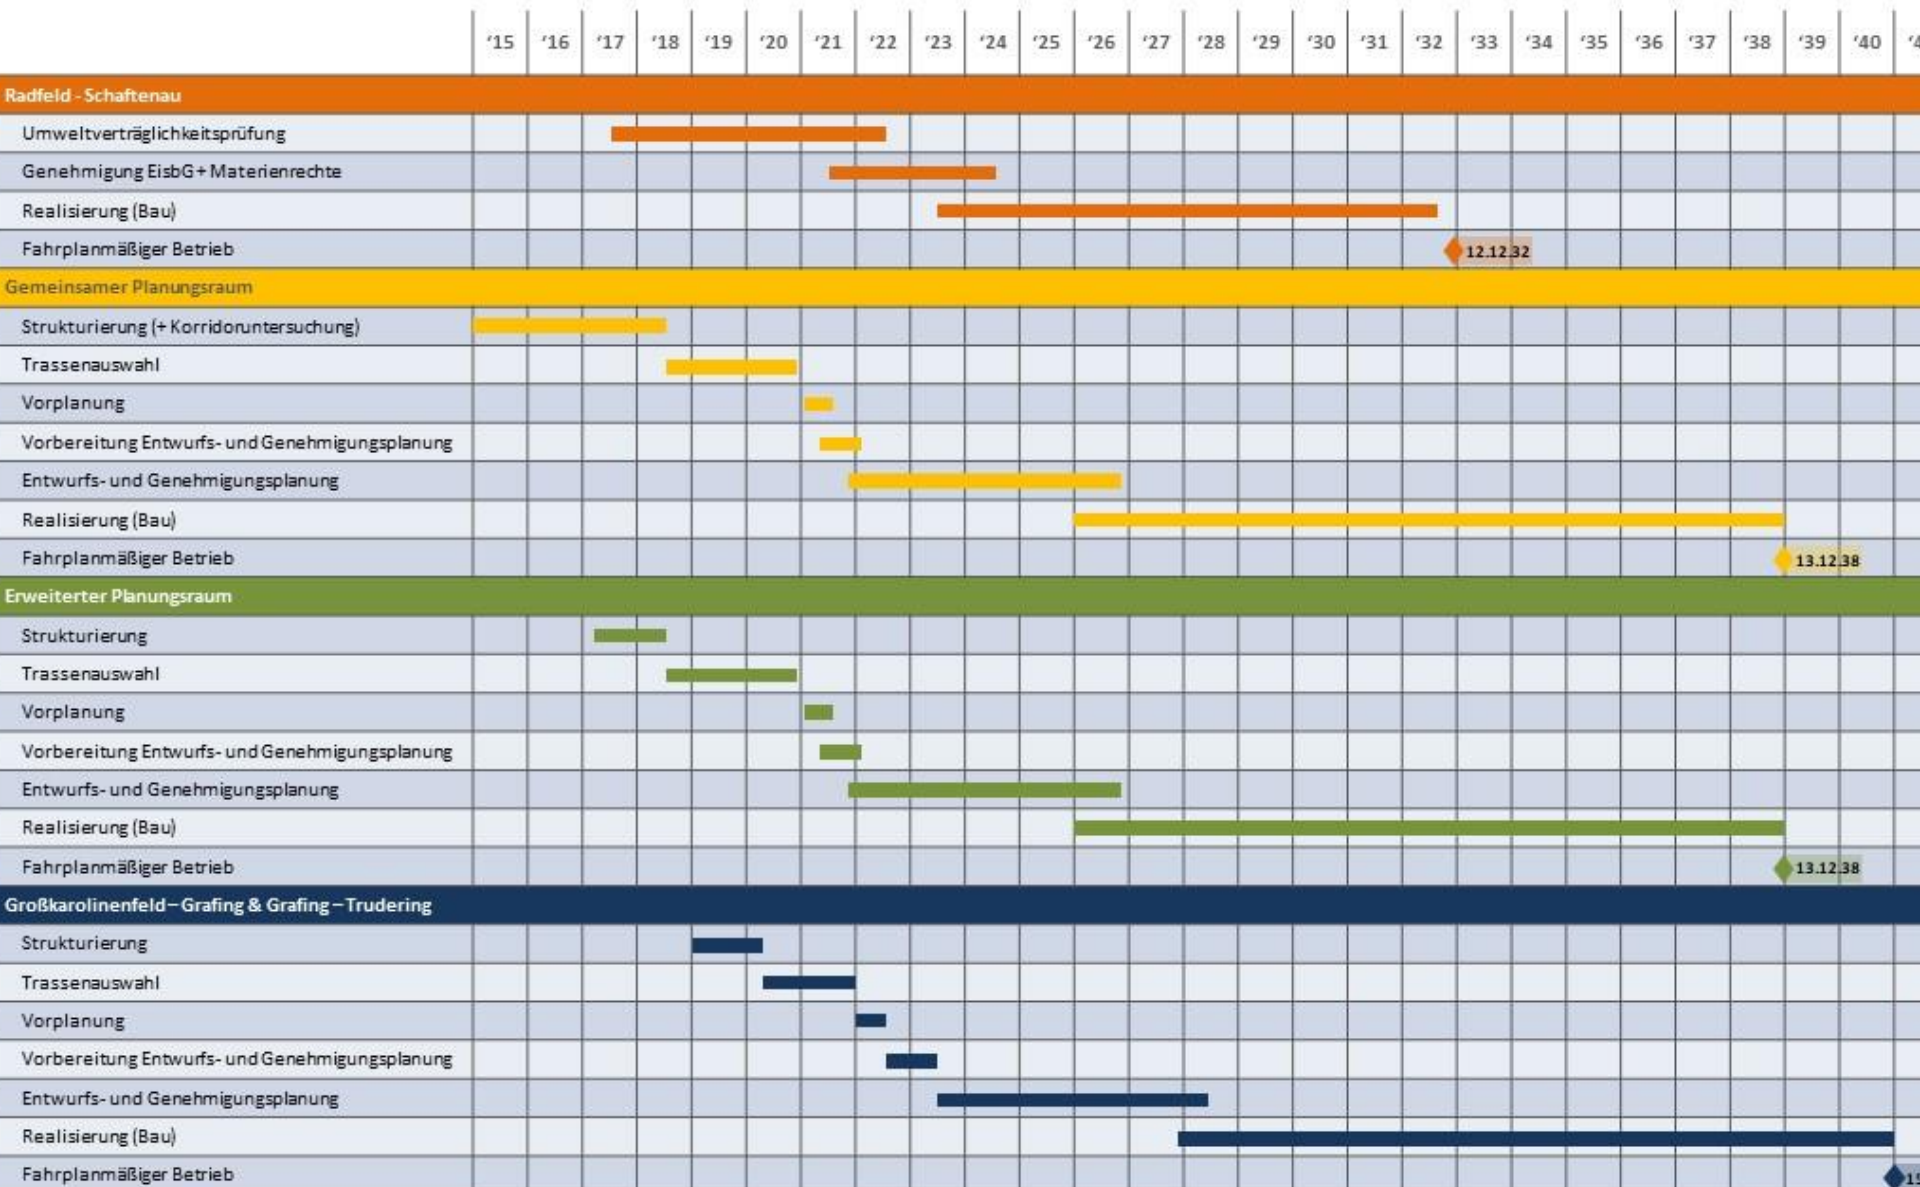 ‘15 ‘16 ‘17 ‘18 ‘19 ‘20 ‘21 ‘22 ‘23 ‘24 ‘25 ‘26 ‘27 ‘28 ‘29 ‘30 ‘31 ‘32 ‘33 ‘34 ‘35 ‘36 ‘37 ‘38 ‘39 ‘40
Radfeld - Schaftenau
Umweltverträglichkeitsprüfung
Genehmigung EisbG + Materienrechte
Realisierung (Bau)
Fahrplanmäßiger Betrieb 12.12.32
Gemeinsamer Planungsraum
Strukturierung (+ Korridoruntersuchung)
Trassenauswahl
Vorplanung
Vorbereitung Entwurfs- und Genehmigungsplanung
Entwurfs- und Genehmigungsplanung
Realisierung (Bau)
Fahrplanmäßiger Betrieb 13.12.38
Erweiterter Planungsraum
Strukturierung
Trassenauswahl
Vorplanung
Vorbereitung Entwurfs- und Genehmigungsplanung
Entwurfs- und Genehmigungsplanung
Realisierung (Bau)
Fahrplanmäßiger Betrieb 13.12.38
Großkarolinenfeld – Grafing & Grafing – Trudering
Strukturierung
Trassenauswahl
Vorplanung
Vorbereitung Entwurfs- und Genehmigungsplanung
Entwurfs- und Genehmigungsplanung
Realisierung (Bau)
Fahrplanmäßiger Betrieb